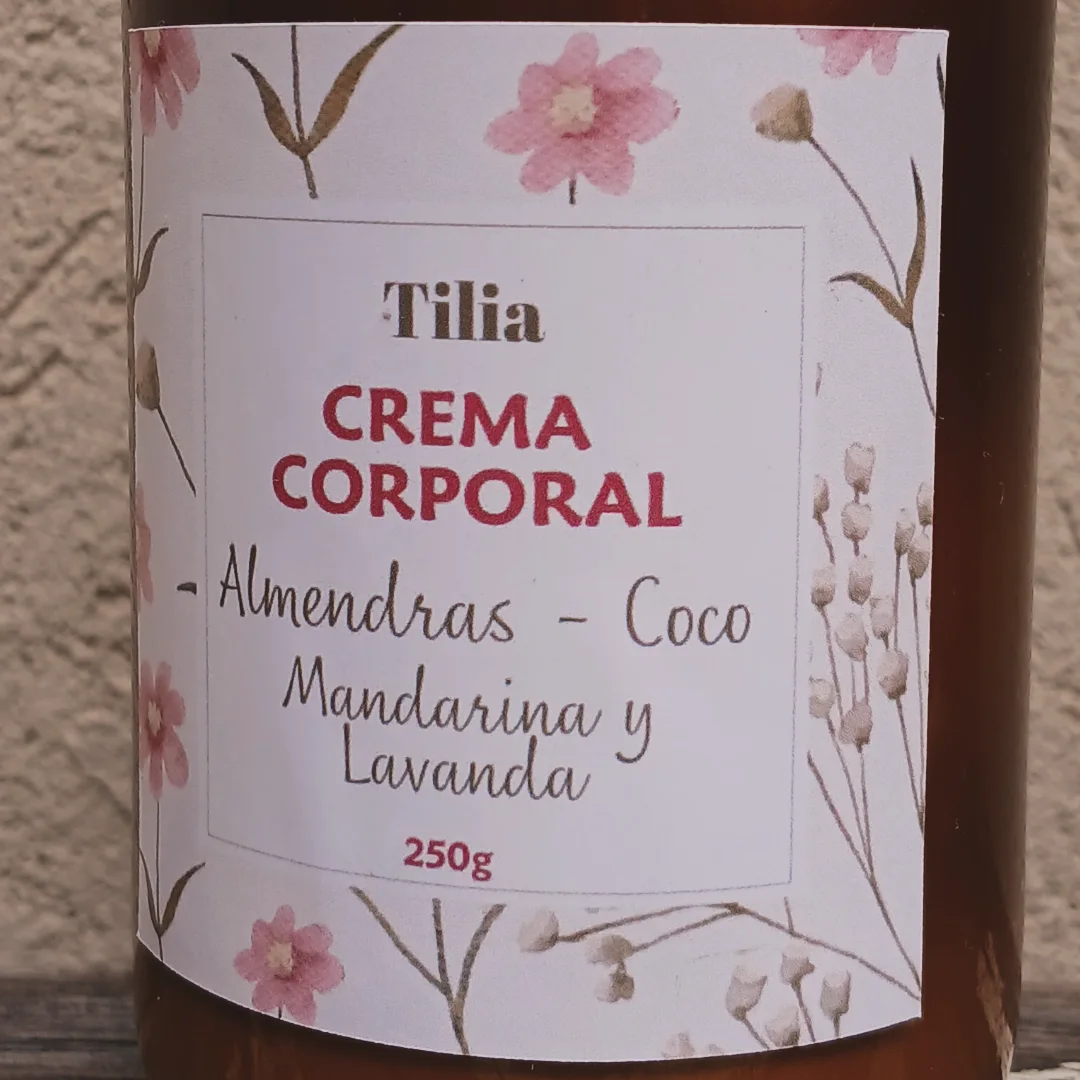 Tilia
CREMA
CORPORAL
- Almendras - Coco
Mandarina y
Lavanda
250g